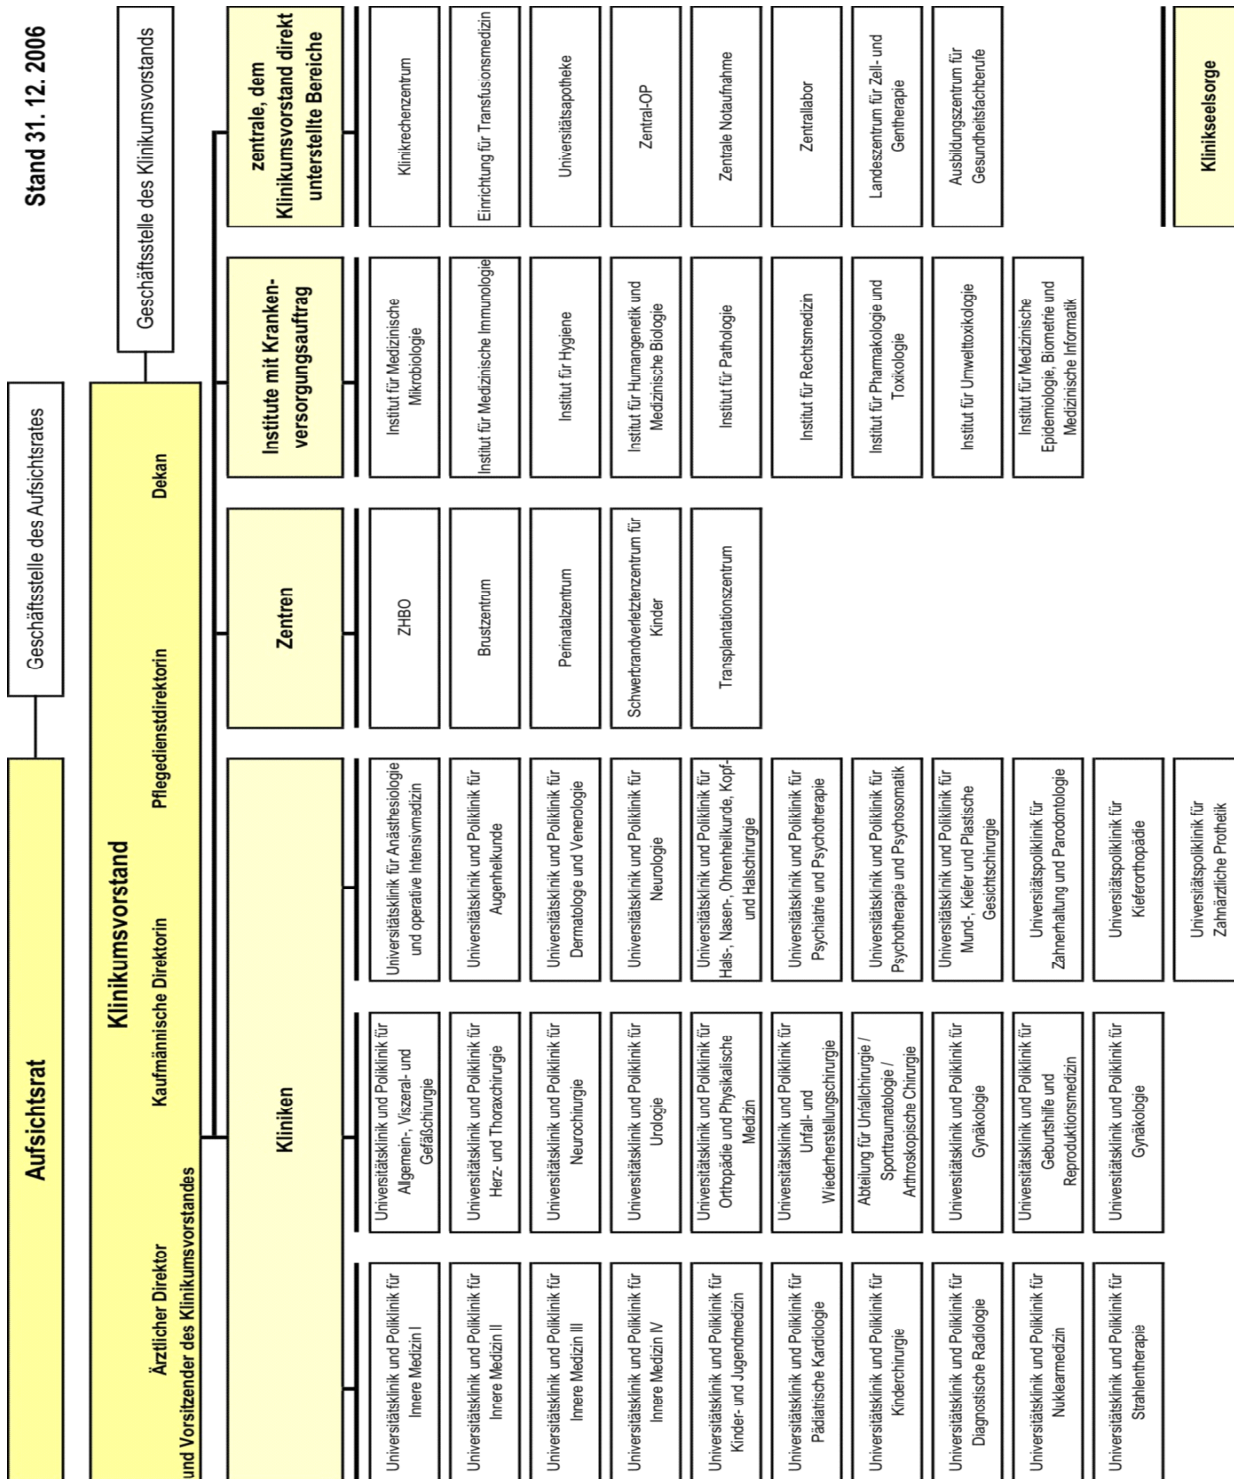 Stand 31. 12. 2006
Aufsichtsrat
Geschäftsstelle des Aufsichtsrates
Klinikumsvorstand
Ärztlicher Direktor
und Vorsitzender des Klinikumsvorstandes
Kaufmännische Direktorin
Pflegedienstdirektorin
Dekan
Geschäftsstelle des Klinikumsvorstands
Kliniken
Universitätsklinik und Poliklinik für
Innere Medizin I
Universitätsklinik und Poliklinik für
Innere Medizin II
Universitätsklinik und Poliklinik für
Innere Medizin III
Universitätsklinik und Poliklinik für
Innere Medizin IV
Universitätsklinik und Poliklinik für
Kinder- und Jugendmedizin
Universitätsklinik und Poliklinik für
Pädiatrische Kardiologie
Universitätsklinik und Poliklinik für
Kinderchirurgie
Universitätsklinik und Poliklinik für
Diagnostische Radiologie
Universitätsklinik und Poliklinik für
Nuklearmedizin
Universitätsklinik und Poliklinik für
Strahlentherapie
Universitätsklinik und Poliklinik für
Allgemein-, Viszeral- und
Gefäßchirurgie
Universitätsklinik und Poliklinik für
Herz- und Thoraxchirurgie
Universitätsklinik und Poliklinik für
Neurochirurgie
Universitätsklinik und Poliklinik für
Urologie
Universitätsklinik und Poliklinik für
Orthopädie und Physikalische
Medizin
Universitätsklinik und Poliklinik für
Unfall- und
Wiederherstellungschirurgie
Abteilung für Unfallchirurgie /
Sporttraumatologie /
Arthroskopische Chirurgie
Universitätsklinik und Poliklinik für
Gynäkologie
Universitätsklinik und Poliklinik für
Geburtshilfe und
Reproduktionsmedizin
Universitätsklinik und Poliklinik für
Gynäkologie
Universitätsklinik für Anästhesiologie
und operative Intensivmedizin
Universitätsklinik und Poliklinik für
Augenheilkunde
Universitätsklinik und Poliklinik für
Dermatologie und Venerologie
Universitätsklinik und Poliklinik für
Neurologie
Universitätsklinik und Poliklinik für
Hals-, Nasen-, Ohrenheilkunde, Kopf-
und Halschirurgie
Universitätsklinik und Poliklinik für
Psychiatrie und Psychotherapie
Universitätsklinik und Poliklinik für
Psychotherapie und Psychosomatik
Universitätsklinik und Poliklinik für
Mund-, Kiefer und Plastische
Gesichtschirurgie
Universitätspoliklinik für
Zahnerhaltung und Parodontologie
Universitätspoliklinik für
Kieferorthopädie
Universitätspoliklinik für
Zahnärztliche Prothetik
Zentren
ZHBO
Brustzentrum
Perinatalzentrum
Schwerbrandverletztenzentrum für
Kinder
Transplantationszentrum
Institute mit Kranken-
versorgungsauftrag
Institut für Medizinische
Mikrobiologie
Institut für Medizinische Immunologie
Institut für Hygiene
Institut für Humangenetik und
Medizinische Biologie
Institut für Pathologie
Institut für Rechtsmedizin
Institut für Pharmakologie und
Toxikologie
Institut für Umwelttoxikologie
Institut für Medizinische
Epidemiologie, Biometrie und
Medizinische Informatik
zentrale, dem
Klinikumsvorstand direkt
unterstellte Bereiche
Klinikrechenzentrum
Einrichtung für Transfusionsmedizin
Universitätsapotheke
Zentral-OP
Zentrale Notaufnahme
Zentrallabor
Landeszentrum für Zell- und
Gentherapie
Ausbildungszentrum für
Gesundheitsfachberufe
Klinikseelsorge